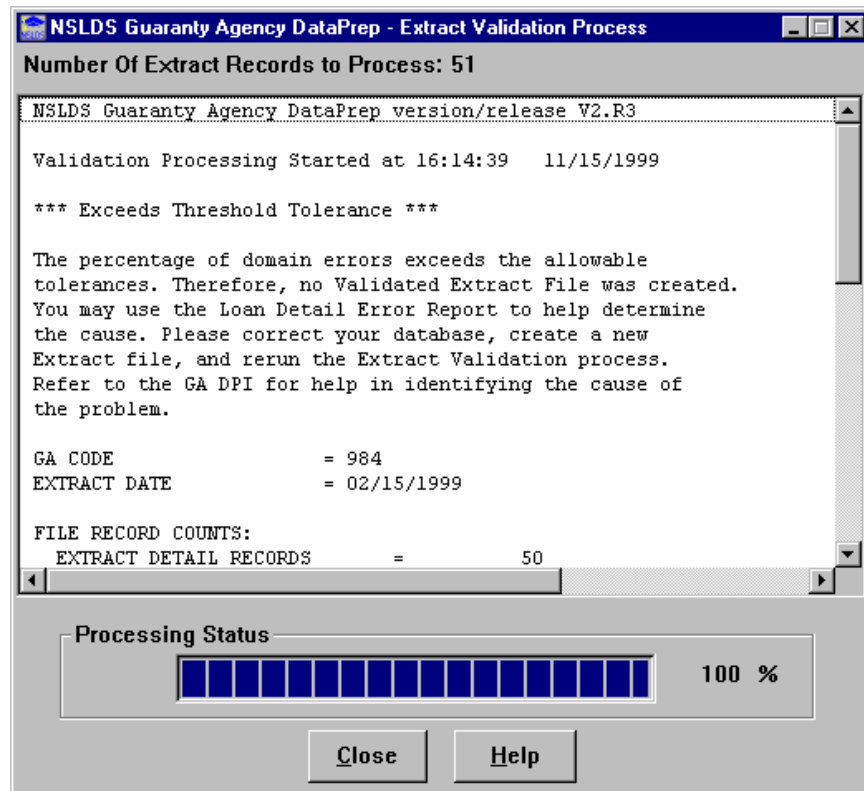 NSLDS Guaranty Agency DataPrep - Extract Validation Process
Number Of Extract Records to Process: 51
NSLDS Guaranty Agency DataPrep version/release V2.R3
Validation Processing Started at 16:14:39 11/15/1999
*** Exceeds Threshold Tolerance ***
The percentage of domain errors exceeds the allowable
tolerances. Therefore, no Validated Extract File was created.
You may use the Loan Detail Error Report to help determine
the cause. Please correct your database, create a new
Extract file, and rerun the Extract Validation process.
Refer to the GA DPI for help in identifying the cause of
the problem.
GA CODE = 984
EXTRACT DATE = 02/15/1999
FILE RECORD COUNTS:
EXTRACT DETAIL RECORDS = 50
Processing Status
100 %
Close Help